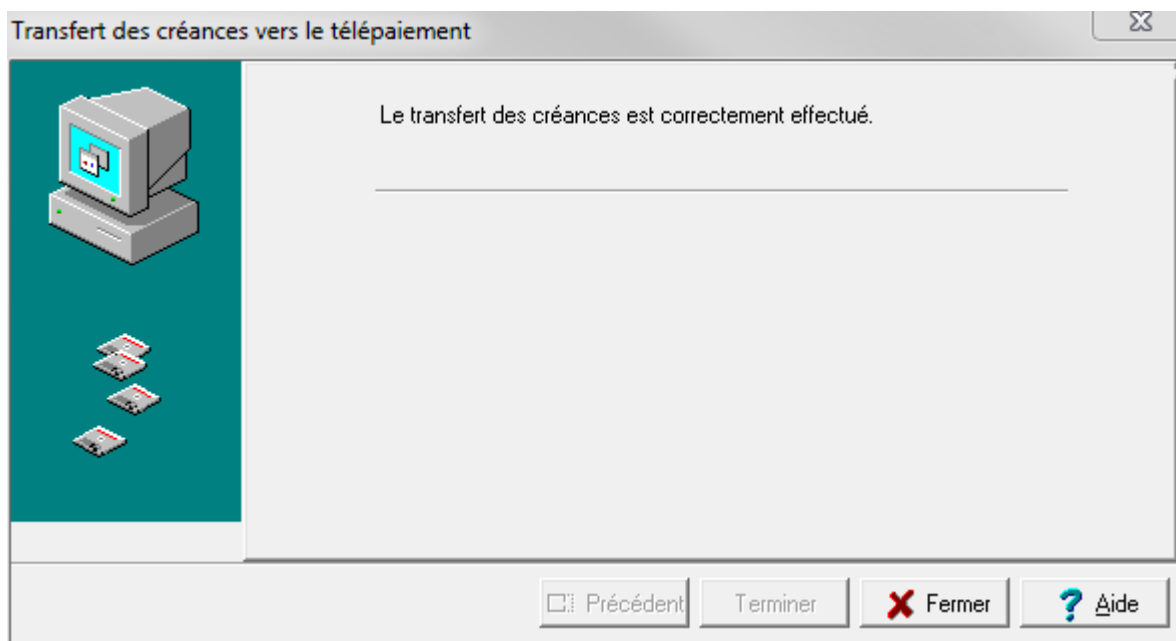 Transfert des créances vers le télépaiement
Le transfert des créances est correctement effectué.
Précédent
Terminer
Fermer
Aide